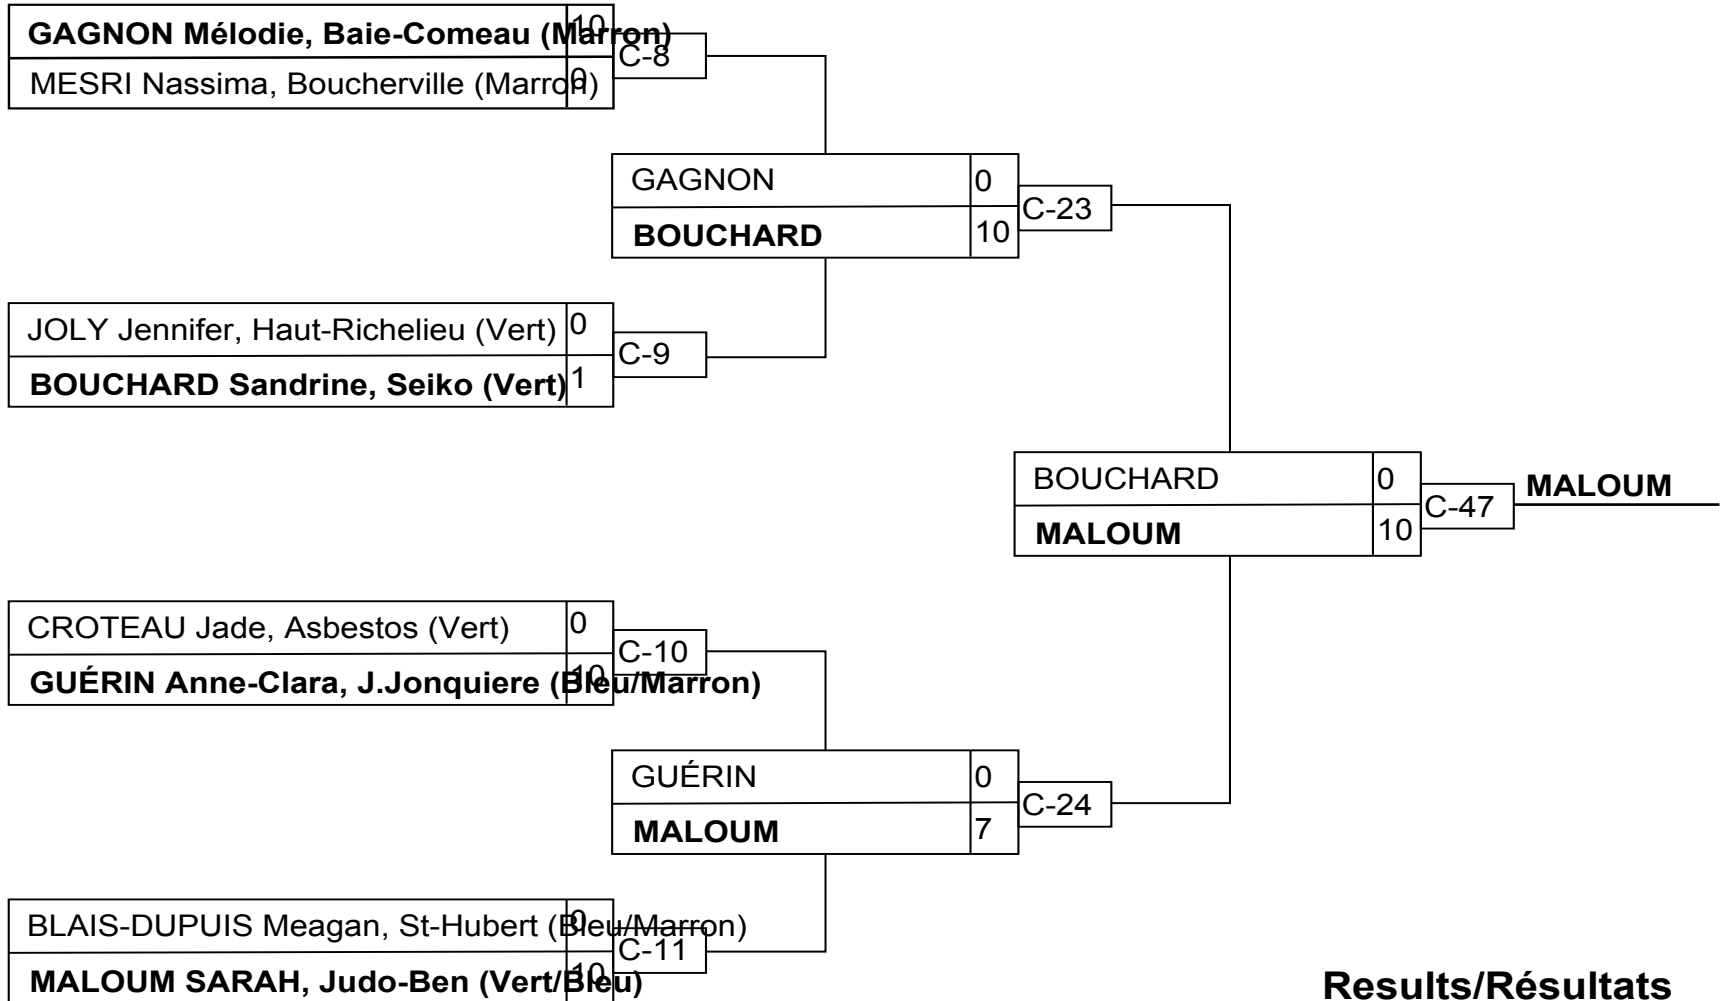 GAGNON Mélodie, Baie-Comeau (Marron) 10
C-8
MESRI Nassima, Boucherville (Marron) 0
GAGNON 0
C-23
BOUCHARD 10
JOLY Jennifer, Haut-Richelieu (Vert) 0
C-9
BOUCHARD Sandrine, Seiko (Vert) 1
BOUCHARD 0
C-47
MALOUM
MALOUM 10
CROTEAU Jade, Asbestos (Vert) 0
C-10
GUÉRIN Anne-Clara, J.Jonquiere (Bleu/Marron) 10
GUÉRIN 0
C-24
MALOUM 7
BLAIS-DUPUIS Meagan, St-Hubert (Bleu/Marron) 0
C-11
MALOUM SARAH, Judo-Ben (Vert/Bleu) 10
Results/Résultats